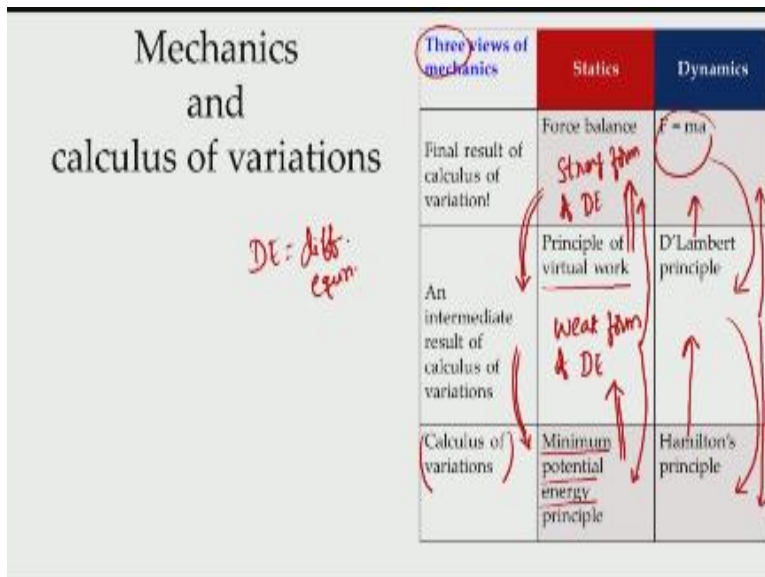 Mechanics
and
calculus of variations
DE = diff.
equn.
Three views of
mechanics
Statics
Dynamics
Final result of
calculus of
variation!
Force balance
Strong form
of DE
F = ma
An
intermediate
result of
calculus of
variations
Principle of
virtual work
Weak form
of DE
D'Lambert
principle
(Calculus of
variations)
Minimum
potential
energy
principle
Hamilton's
principle